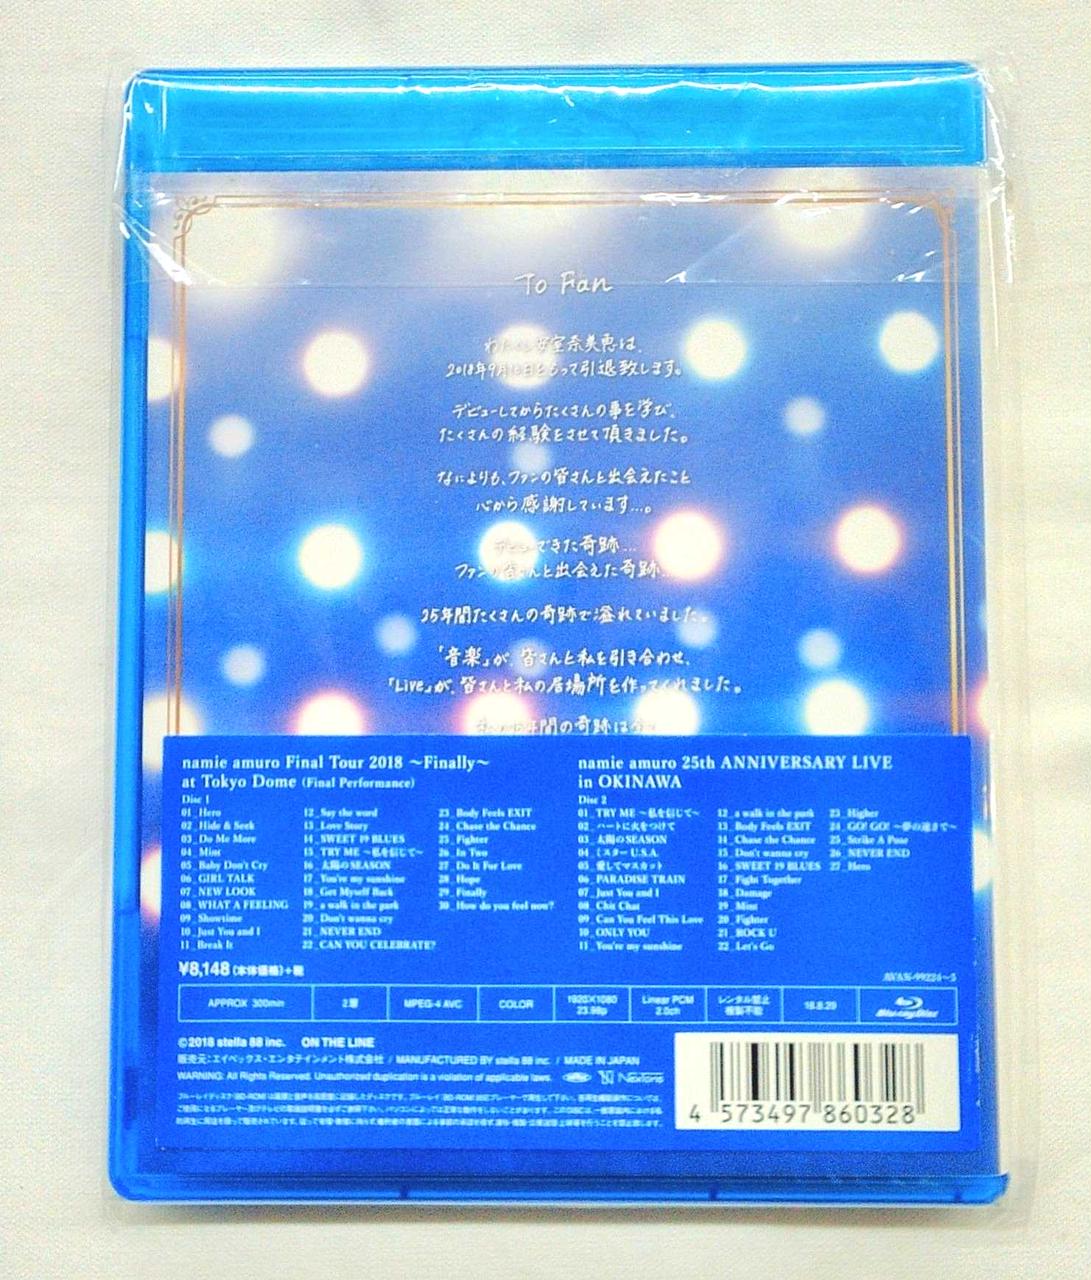 To Fan
安室奈美恵は、
2018年9月16日をもって引退致します。
デビューしてからたくさんの事を学び、
たくさんの経験をさせて頂きました。
なによりも、ファンの皆さんと出会えたこと
心から感謝しています…。
デビューできた奇跡…
ファンの皆さんと出会えた奇跡…
25年間たくさんの奇跡で溢れていました。
「音楽」が、皆さんと私を引き合わせ、
「Live」が、皆さんと私の居場所を作ってくれました。
年間の奇跡は
namie amuro Final Tour 2018 ～Finally～
at Tokyo Dome (Final Performance)
Disc 1
01_Hero
02_Hide & Seek
03_Do Me More
04_Mint
05_Baby Don't Cry
06_GIRL TALK
07_NEW LOOK
08_WHAT A FEELING
09_Showtime
10_Just You and I
11_Break It
12_Say the word
13_Love Story
14_SWEET 19 BLUES
15_TRY ME ～私を信じて～
16_太陽のSEASON
17_You're my sunshine
18_Get Myself Back
19_a walk in the park
20_Don't wanna cry
21_NEVER END
22_CAN YOU CELEBRATE?
23_Body Feels EXIT
24_Chase the Chance
25_Fighter
26_In Two
27_Do It For Love
28_Hope
29_Finally
30_How do you feel now?
namie amuro 25th ANNIVERSARY LIVE
in OKINAWA
Disc 2
01_TRY ME ～私を信じて～
02_ハートに火をつけて
03_太陽のSEASON
04_ミスターU.S.A.
05_愛してマスカット
06_PARADISE TRAIN
07_Just You and I
08_Chit Chat
09_Can You Feel This Love
10_ONLY YOU
11_You're my sunshine
12_a walk in the park
13_Body Feels EXIT
14_Chase the Chance
15_Don't wanna cry
16_SWEET 19 BLUES
17_Fight Together
18_Damage
19_Mint
20_Fighter
21_ROCK U
22_Let's Go
23_Higher
24_GO! GO! ～夢の速さで～
25_Strike A Pose
26_NEVER END
27_Hero
¥8,148(本体価格)+税
AVXN-99224～5
APPROX 300min
2層
MPEG-4 AVC
COLOR
1920×1080
23.98p
Linear PCM
2.0ch
レンタル禁止
複製不能
18.8.29
Blu-ray Disc
©2018 stella 88 inc. ON THE LINE
販売元:エイベックス・エンタテインメント株式会社 / MANUFACTURED BY stella 88 inc. / MADE IN JAPAN
WARNING: All Rights Reserved. Unauthorized duplication is a violation of applicable laws.
NexTone
4 573497 860328